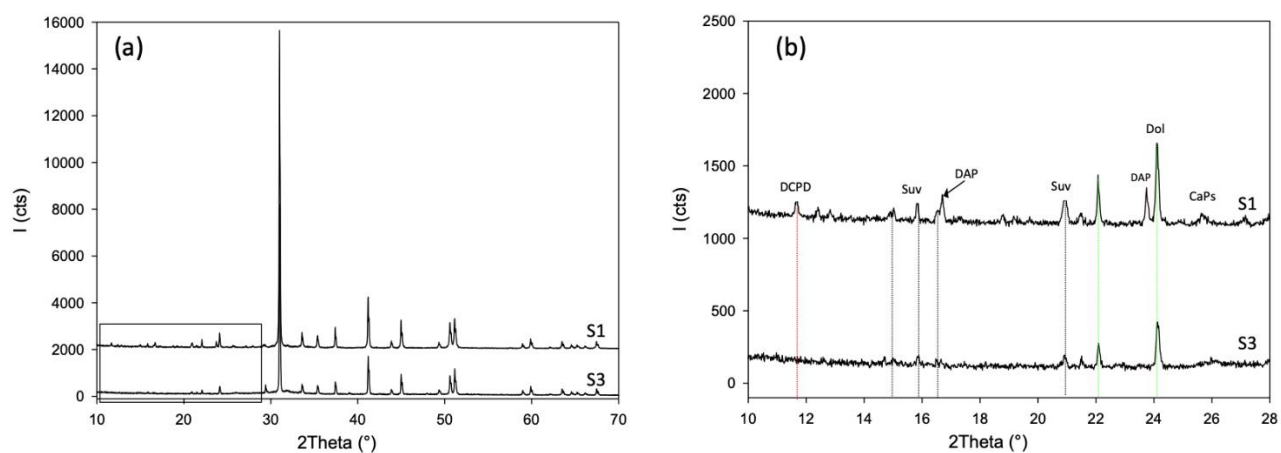 (a)
I (cts)
16000
14000
12000
10000
8000
6000
4000
2000
0
S1
S3
10 20 30 40 50 60 70
2Theta (°)
(b)
I (cts)
2500
2000
1500
1000
500
0
DCPD
Suv
DAP
Suv
DAP
Dol
CaPs
S1
S3
10 12 14 16 18 20 22 24 26 28
2Theta (°)